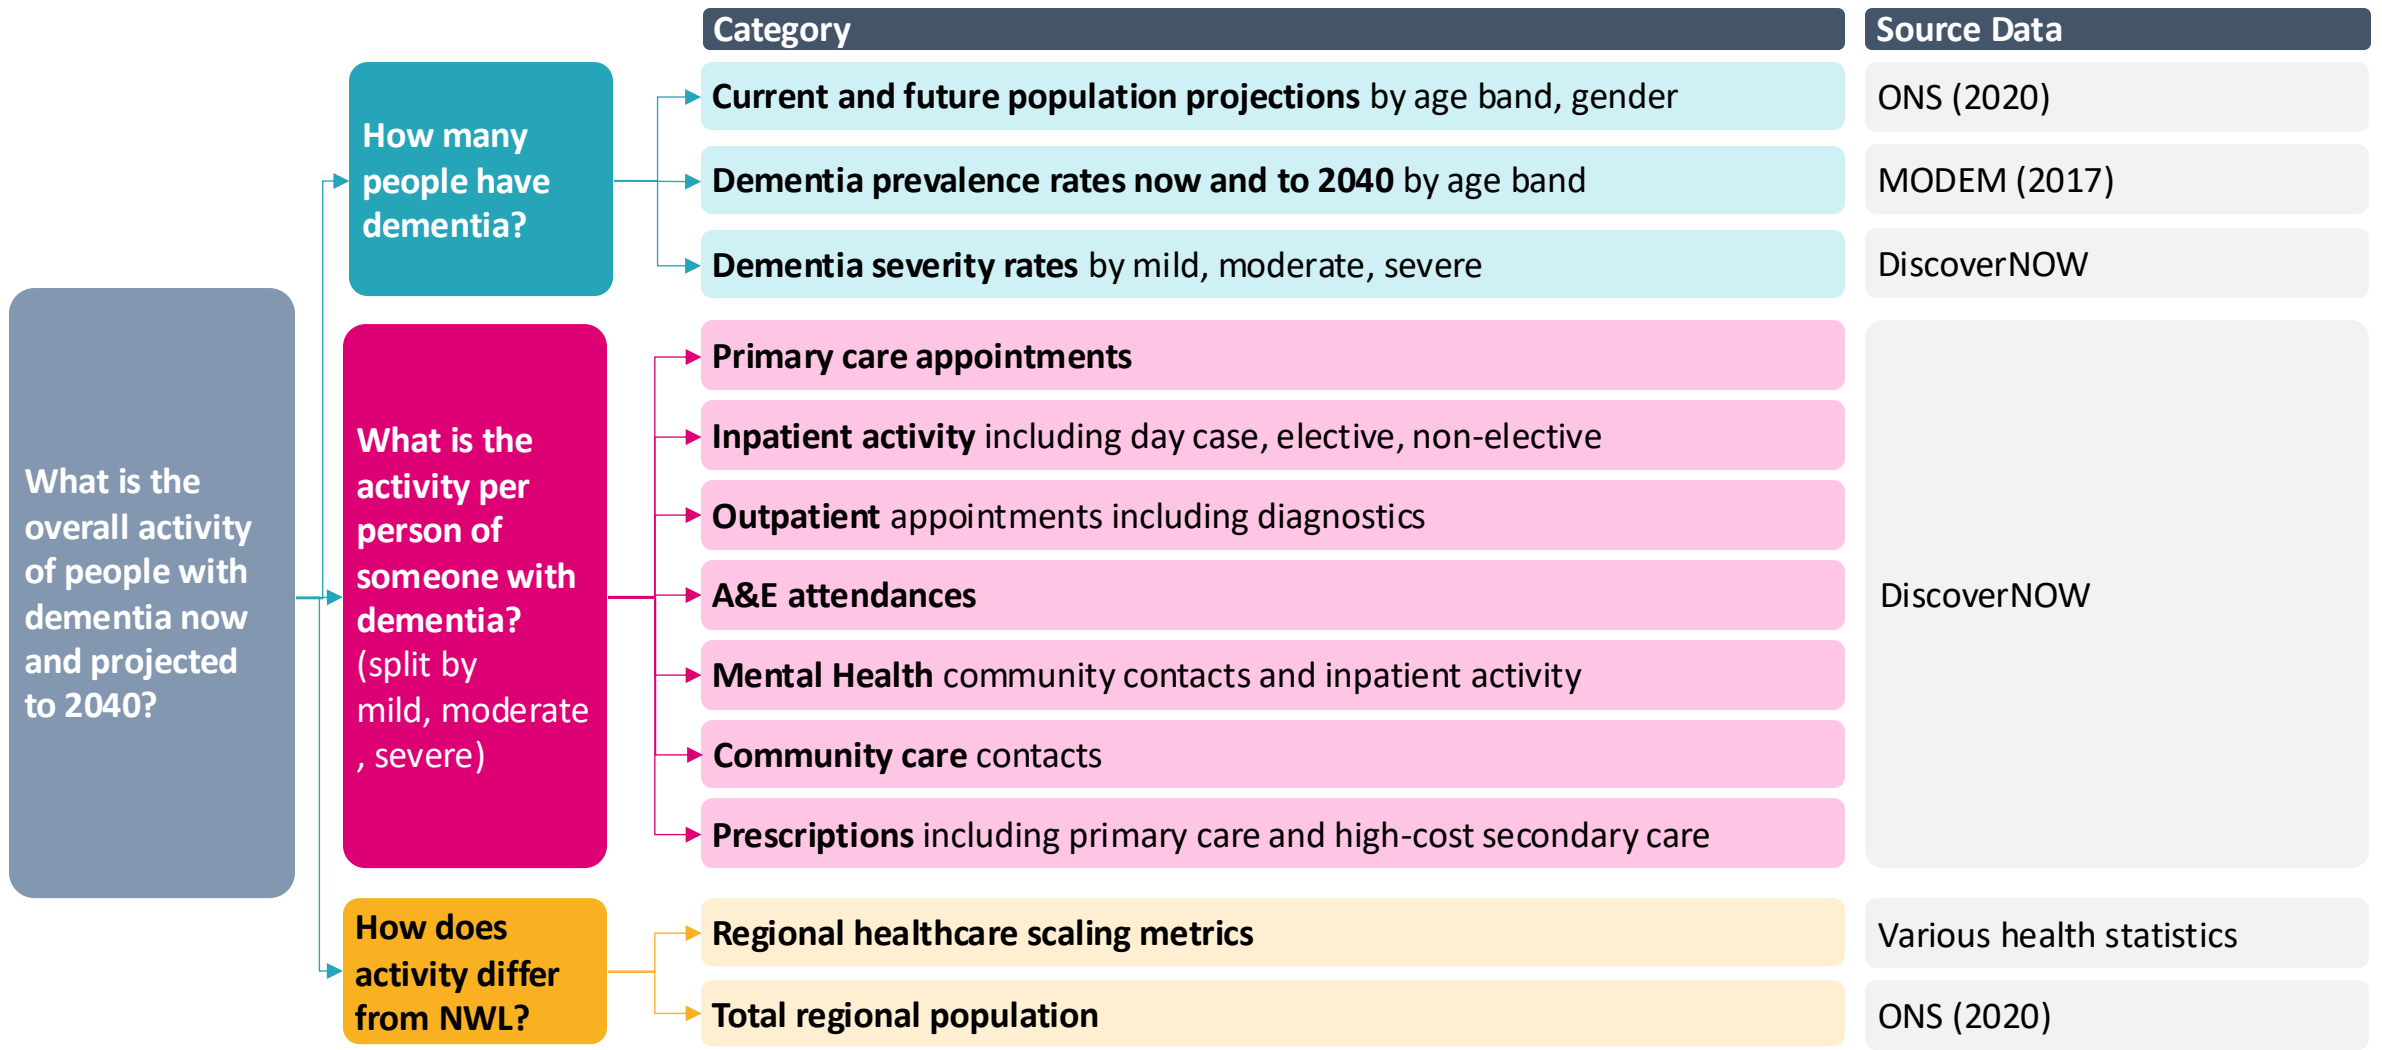 Category
Source Data
What is the
overall activity
of people with
dementia now
and projected
to 2040?
How many
people have
dementia?
Current and future population projections by age band, gender
ONS (2020)
Dementia prevalence rates now and to 2040 by age band
MODEM (2017)
Dementia severity rates by mild, moderate, severe
DiscoverNOW
What is the
activity per
person of
someone with
dementia?
(split by
mild, moderate
, severe)
Primary care appointments
Inpatient activity including day case, elective, non-elective
Outpatient appointments including diagnostics
A&E attendances
Mental Health community contacts and inpatient activity
Community care contacts
Prescriptions including primary care and high-cost secondary care
DiscoverNOW
How does
activity differ
from NWL?
Regional healthcare scaling metrics
Various health statistics
Total regional population
ONS (2020)